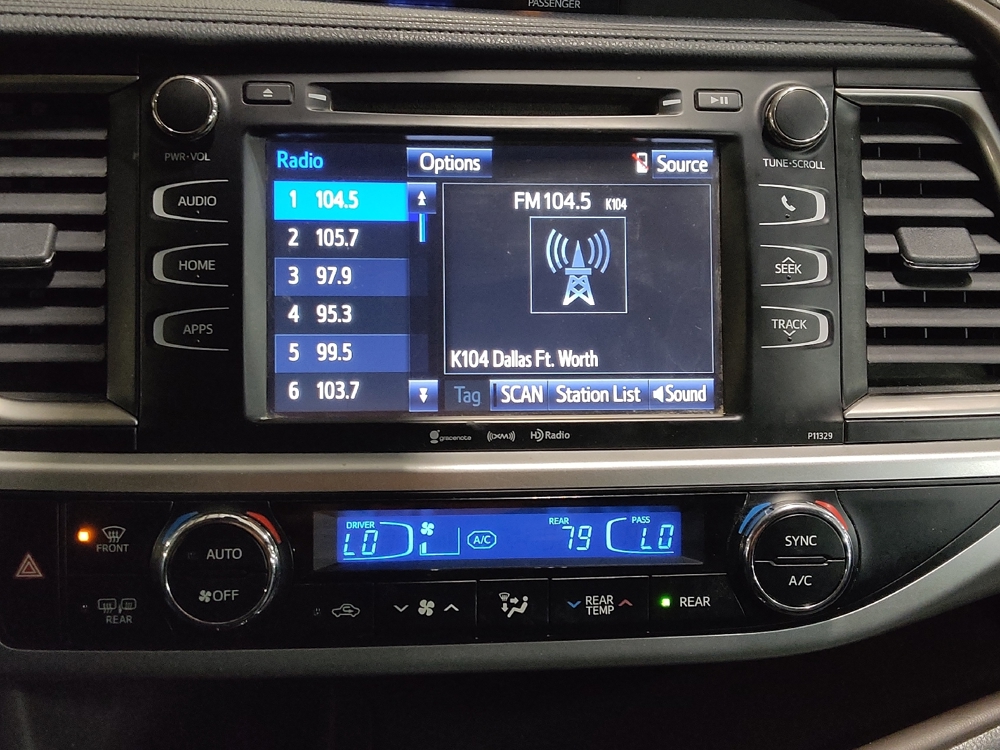 PASSENGER
PWR·VOL
TUNE·SCROLL
AUDIO
HOME
APPS
SEEK
TRACK
Radio
Options
Source
1 104.5
2 105.7
3 97.9
4 95.3
5 99.5
6 103.7
FM 104.5 K104
K104 Dallas Ft. Worth
Tag
SCAN
Station List
Sound
gracenote
(((XM)))
HD Radio
P11329
FRONT
REAR
AUTO
OFF
DRIVER
LO
A/C
REAR
79
PASS
LO
REAR
TEMP
REAR
SYNC
A/C